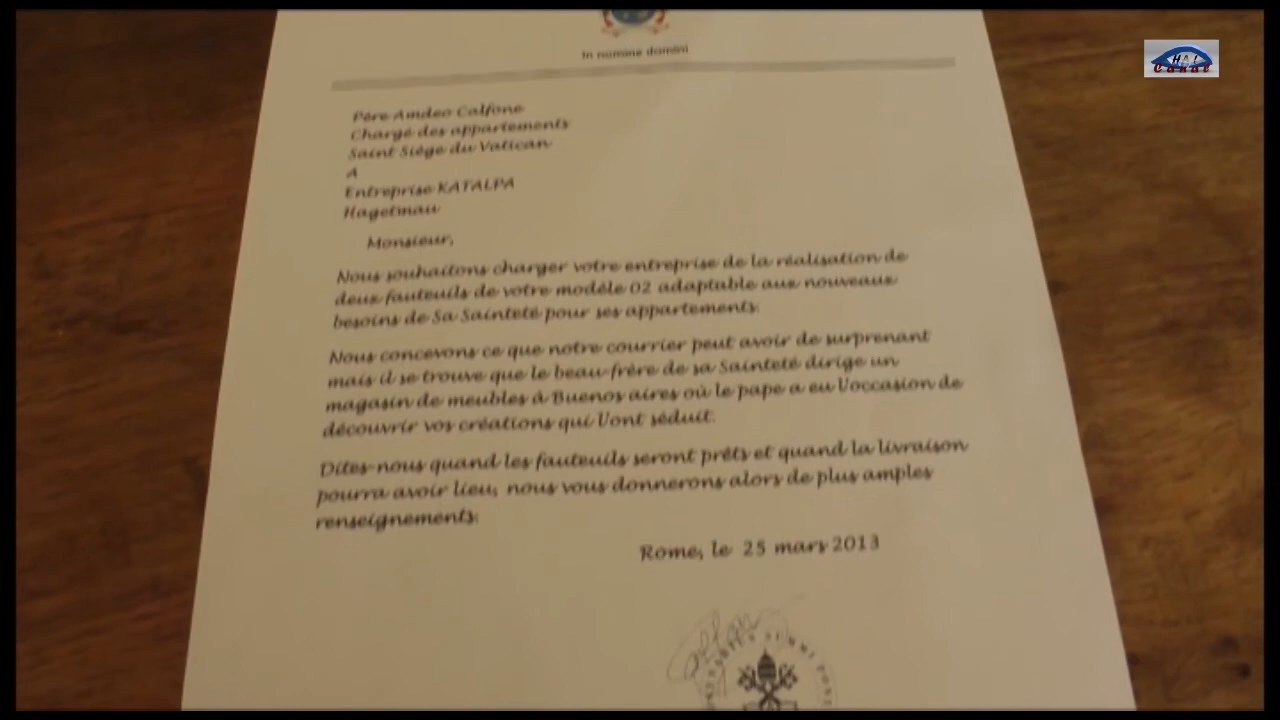 In nomine domini
HAJ
Canal
Père Amdeo Calfone
Chargé des appartements
Saint Siège du Vatican
A
Entreprise KATALPA
Hagetmau
Monsieur,
Nous souhaitons charger votre entreprise de la réalisation de
deux fauteuils de votre modèle 02 adaptable aux nouveaux
besoins de Sa Sainteté pour ses appartements.
Nous concevons ce que notre courrier peut avoir de surprenant
mais il se trouve que le beau-frère de sa Sainteté dirige un
magasin de meubles à Buenos aires où le pape a eu l'occasion de
découvrir vos créations qui l'ont séduit.
Dites-nous quand les fauteuils seront prêts et quand la livraison
pourra avoir lieu, nous vous donnerons alors de plus amples
renseignements.
Rome, le 25 mars 2013